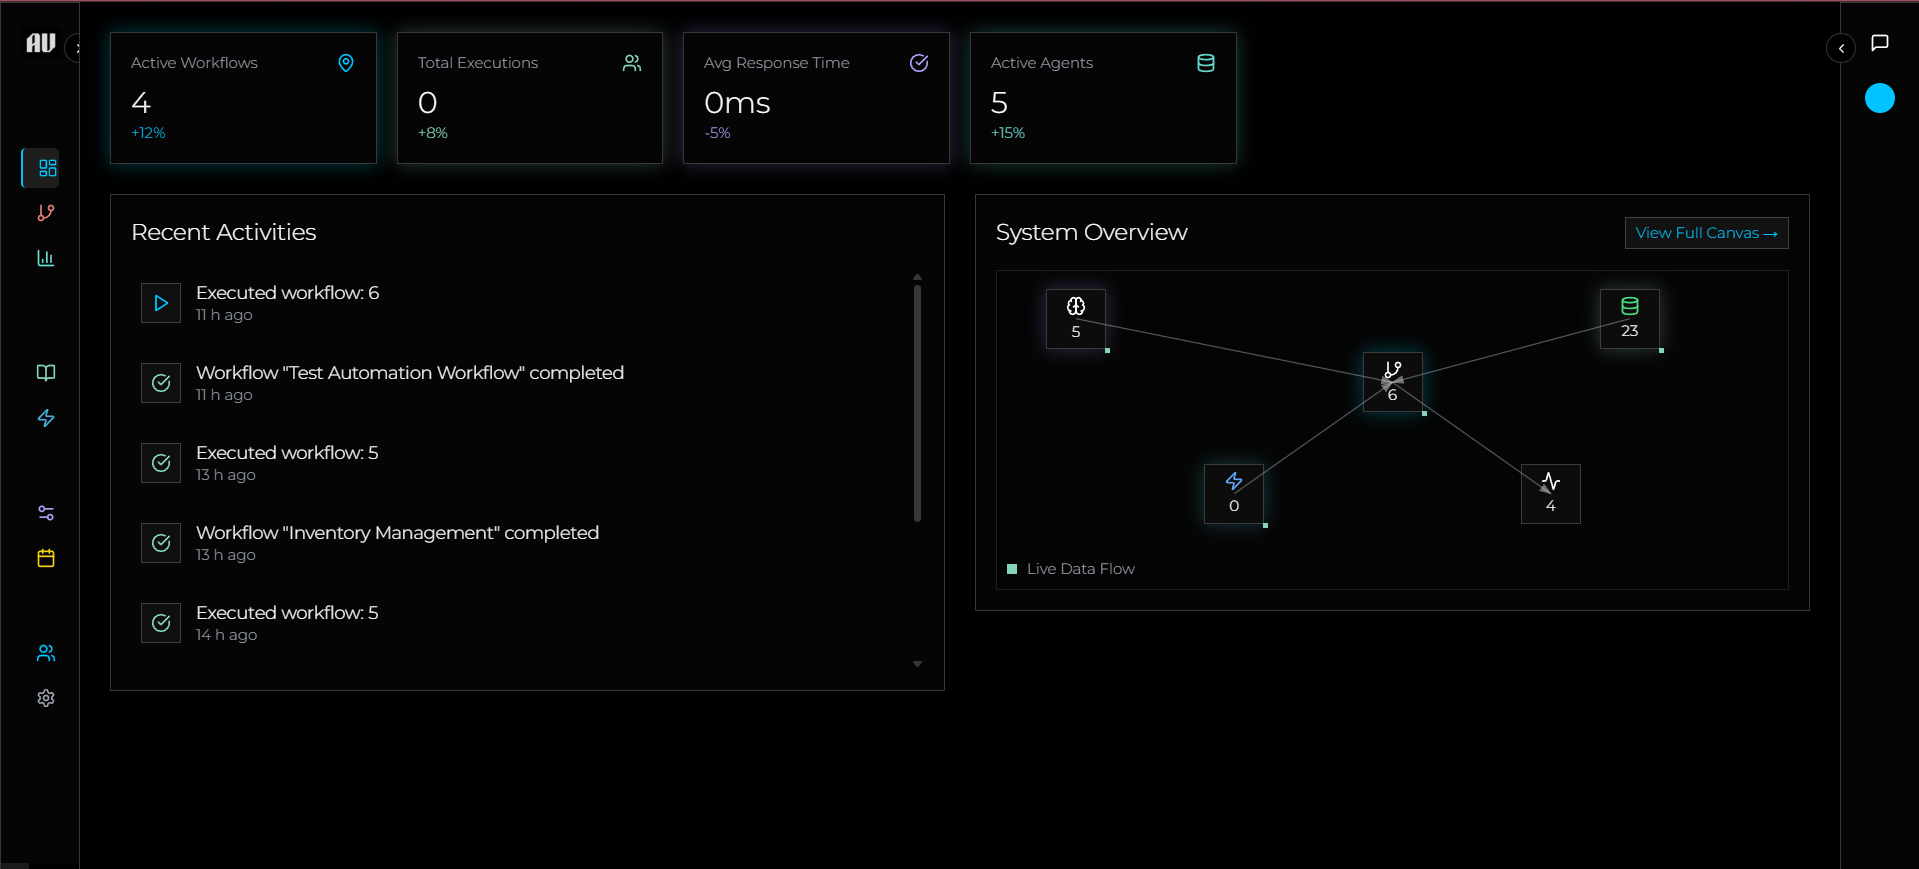 AU
Active Workflows
4
+12%
Total Executions
0
+8%
Avg Response Time
0ms
-5%
Active Agents
5
+15%
Recent Activities
Executed workflow: 6
11 h ago
Workflow "Test Automation Workflow" completed
11 h ago
Executed workflow: 5
13 h ago
Workflow "Inventory Management" completed
13 h ago
Executed workflow: 5
14 h ago
System Overview
View Full Canvas →
5
23
6
0
4
Live Data Flow